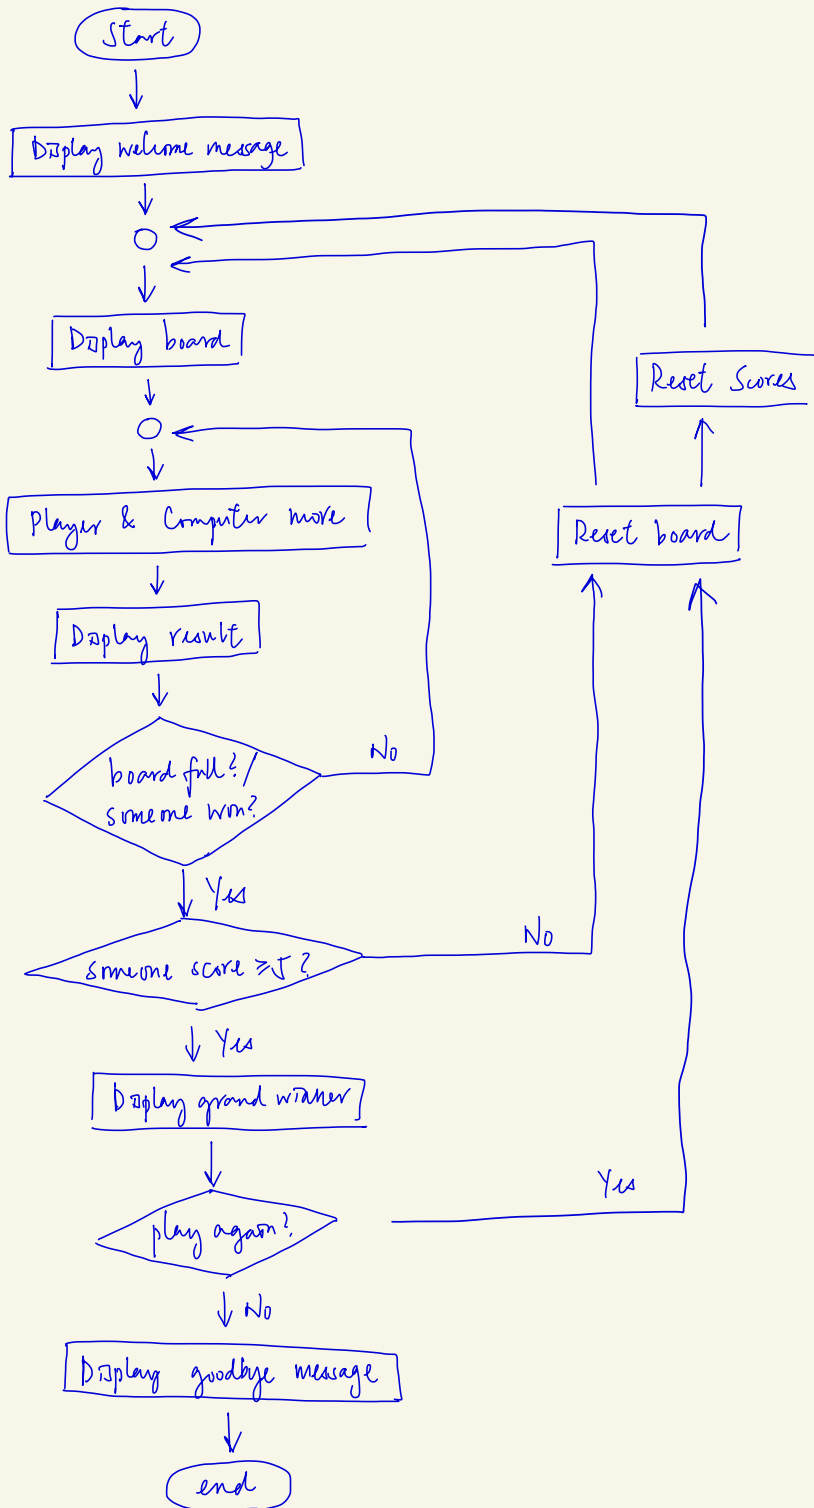 Start
Display welcome message
Display board
Reset Scores
Player & Computer move
Reset board
Display result
No
board full? /
someone won?
Yes
No
someone score ≥5?
Yes
Display grand winner
Yes
play again?
No
Display goodbye message
end